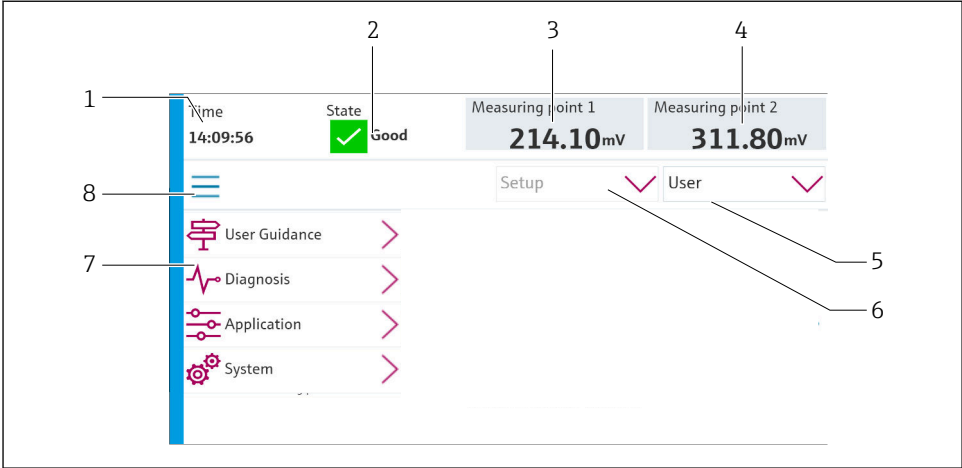 2 3 4
1
Time State Measuring point 1 Measuring point 2
14:09:56 Good 214.10mV 311.80mV
8 Setup User
User Guidance
7 Diagnosis 5
Application 6
System